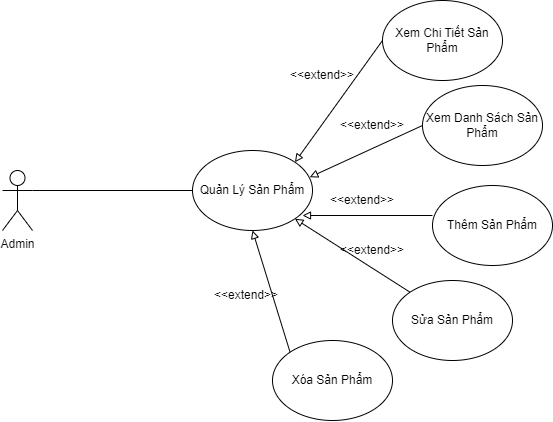 Xem Chi Tiết Sản
Phẩm
<<extend>>
Xem Danh Sách Sản
Phẩm
<<extend>>
Quản Lý Sản Phẩm
<<extend>>
Thêm Sản Phẩm
Admin
<<extend>>
<<extend>>
Sửa Sản Phẩm
Xóa Sản Phẩm